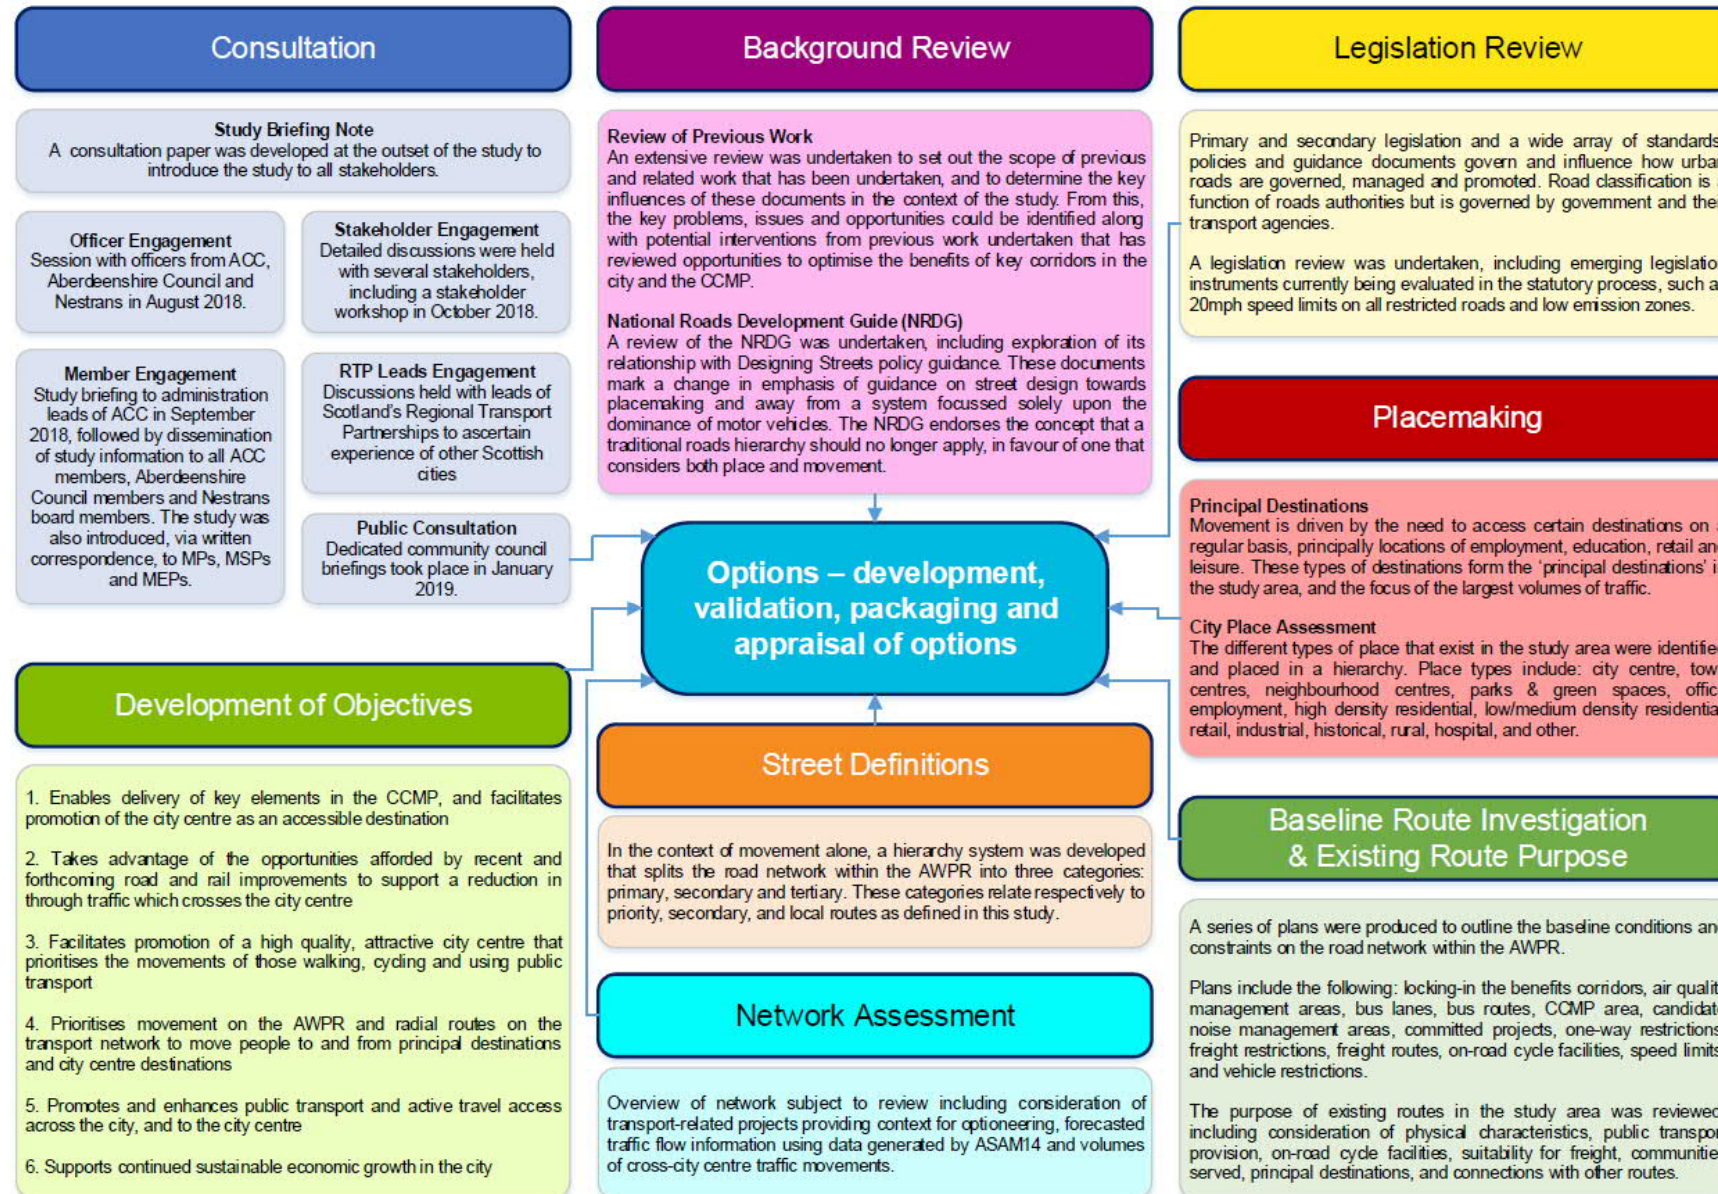 Consultation
Study Briefing Note
A consultation paper was developed at the outset of the study to
introduce the study to all stakeholders.
Officer Engagement
Session with officers from ACC,
Aberdeenshire Council and
Nestrans in August 2018.
Stakeholder Engagement
Detailed discussions were held
with several stakeholders,
including a stakeholder
workshop in October 2018.
Member Engagement
Study briefing to administration
leads of ACC in September
2018, followed by dissemination
of study information to all ACC
members, Aberdeenshire
Council members and Nestrans
board members. The study was
also introduced, via written
correspondence, to MPs, MSPs
and MEPs.
RTP Leads Engagement
Discussions held with leads of
Scotland's Regional Transport
Partnerships to ascertain
experience of other Scottish
cities
Public Consultation
Dedicated community council
briefings took place in January
2019.
Development of Objectives
1. Enables delivery of key elements in the CCMP, and facilitates
promotion of the city centre as an accessible destination
2. Takes advantage of the opportunities afforded by recent and
forthcoming road and rail improvements to support a reduction in
through traffic which crosses the city centre
3. Facilitates promotion of a high quality, attractive city centre that
prioritises the movements of those walking, cycling and using public
transport
4. Prioritises movement on the AWPR and radial routes on the
transport network to move people to and from principal destinations
and city centre destinations
5. Promotes and enhances public transport and active travel access
across the city, and to the city centre
6. Supports continued sustainable economic growth in the city
Background Review
Review of Previous Work
An extensive review was undertaken to set out the scope of previous
and related work that has been undertaken, and to determine the key
influences of these documents in the context of the study. From this,
the key problems, issues and opportunities could be identified along
with potential interventions from previous work undertaken that has
reviewed opportunities to optimise the benefits of key corridors in the
city and the CCMP.
National Roads Development Guide (NRDG)
A review of the NRDG was undertaken, including exploration of its
relationship with Designing Streets policy guidance. These documents
mark a change in emphasis of guidance on street design towards
placemaking and away from a system focussed solely upon the
dominance of motor vehicles. The NRDG endorses the concept that a
traditional roads hierarchy should no longer apply, in favour of one that
considers both place and movement.
Options – development,
validation, packaging and
appraisal of options
Street Definitions
In the context of movement alone, a hierarchy system was developed
that splits the road network within the AWPR into three categories:
primary, secondary and tertiary. These categories relate respectively to
priority, secondary, and local routes as defined in this study.
Network Assessment
Overview of network subject to review including consideration of
transport-related projects providing context for optioneering, forecasted
traffic flow information using data generated by ASAM14 and volumes
of cross-city centre traffic movements.
Legislation Review
Primary and secondary legislation and a wide array of standards
policies and guidance documents govern and influence how
roads are governed, managed and promoted. Road classification is
function of roads authorities but is governed by government and
transport agencies.
A legislation review was undertaken, including emerging
instruments currently being evaluated in the statutory process, such
20mph speed limits on all restricted roads and low emission zones.
Placemaking
Principal Destinations
Movement is driven by the need to access certain destinations on
regular basis, principally locations of employment, education, retail
leisure. These types of destinations form the 'principal destinations'
the study area, and the focus of the largest volumes of traffic.
City Place Assessment
The different types of place that exist in the study area were
and placed in a hierarchy. Place types include: city centre,
centres, neighbourhood centres, parks & green spaces,
employment, high density residential, low/medium density
retail, industrial, historical, rural, hospital, and other.
Baseline Route Investigation
& Existing Route Purpose
A series of plans were produced to outline the baseline conditions
constraints on the road network within the AWPR.
Plans include the following: locking-in the benefits corridors, air
management areas, bus lanes, bus routes, CCMP area,
noise management areas, committed projects, one-way restrictions
freight restrictions, freight routes, on-road cycle facilities, speed limits
and vehicle restrictions.
The purpose of existing routes in the study area was reviewed
including consideration of physical characteristics, public
provision, on-road cycle facilities, suitability for freight,
served, principal destinations, and connections with other routes.